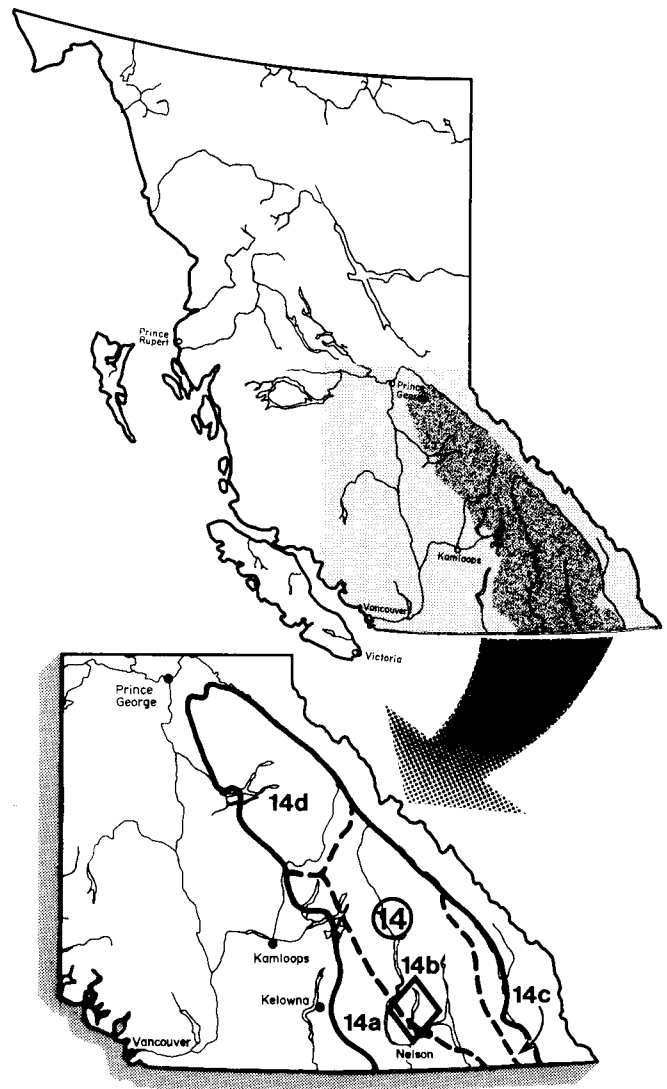 Prince
Rupert
Prince
George
Kamloops
Vancouver
Victoria
Prince
George
14d
14
Kamloops
14b
Kelowna
14c
14a
Vancouver
Nelson